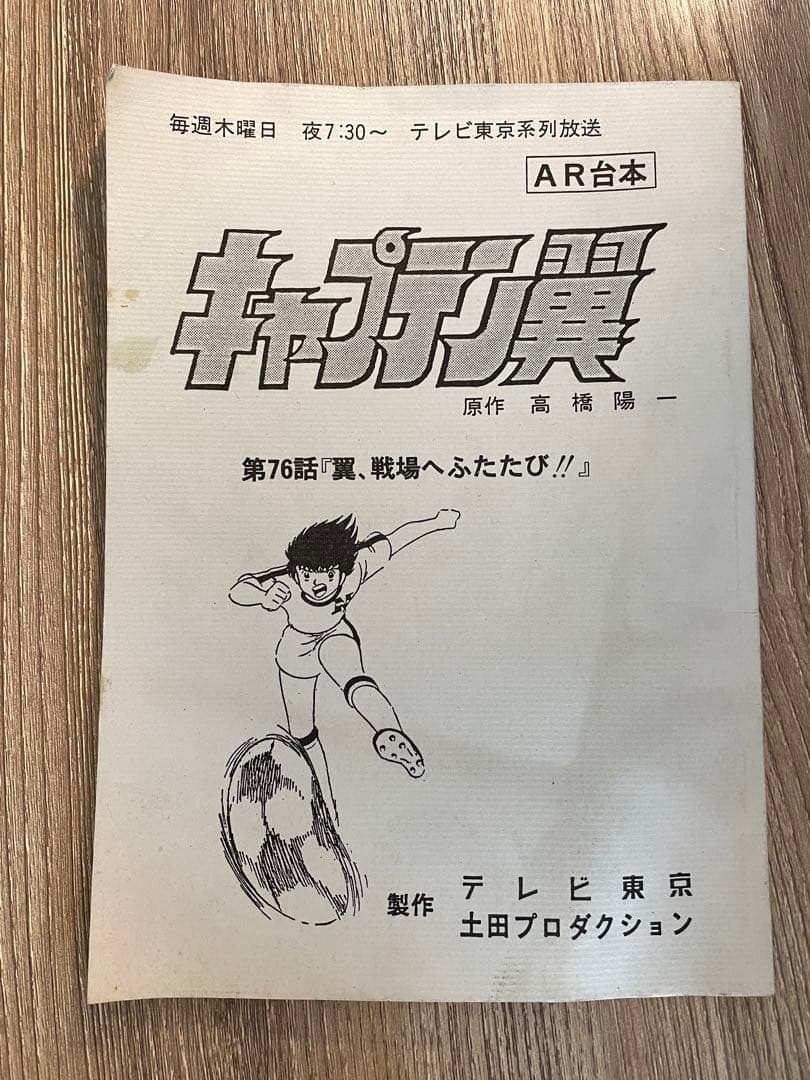 毎週木曜日 夜7:30～ テレビ東京系列放送
AR台本
キャプテン翼
原作 高橋陽一
第76話『翼、戦場へふたたび!!』
製作 テレビ東京
土田プロダクション